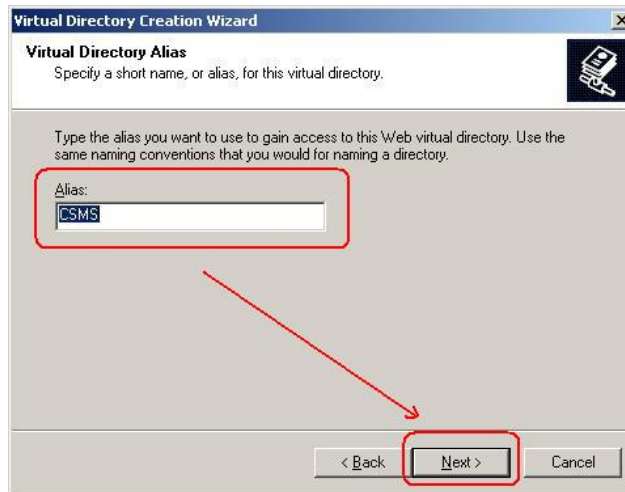 Virtual Directory Creation Wizard
Virtual Directory Alias
Specify a short name, or alias, for this virtual directory.
Type the alias you want to use to gain access to this Web virtual directory. Use the
same naming conventions that you would for naming a directory.
Alias:
CSMS
< Back Next > Cancel